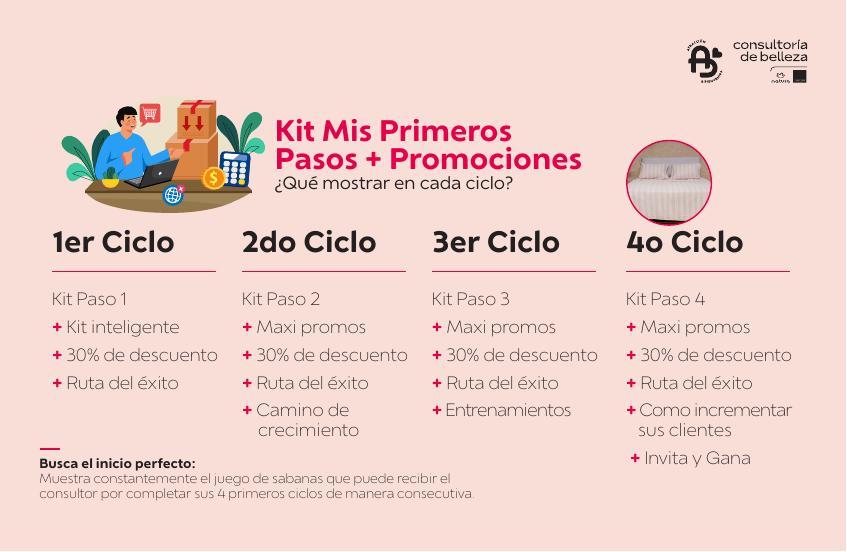 consultoría
de belleza
natura
Kit Mis Primeros
Pasos + Promociones
¿Qué mostrar en cada ciclo?
1er Ciclo
Kit Paso 1
+ Kit inteligente
+ 30% de descuento
+ Ruta del éxito
2do Ciclo
Kit Paso 2
+ Maxi promos
+ 30% de descuento
+ Ruta del éxito
+ Camino de
crecimiento
3er Ciclo
Kit Paso 3
+ Maxi promos
+ 30% de descuento
+ Ruta del éxito
+ Entrenamientos
4o Ciclo
Kit Paso 4
+ Maxi promos
+ 30% de descuento
+ Ruta del éxito
+ Como incrementar
sus clientes
+ Invita y Gana
Busca el inicio perfecto:
Muestra constantemente el juego de sabanas que puede recibir el
consultor por completar sus 4 primeros ciclos de manera consecutiva.